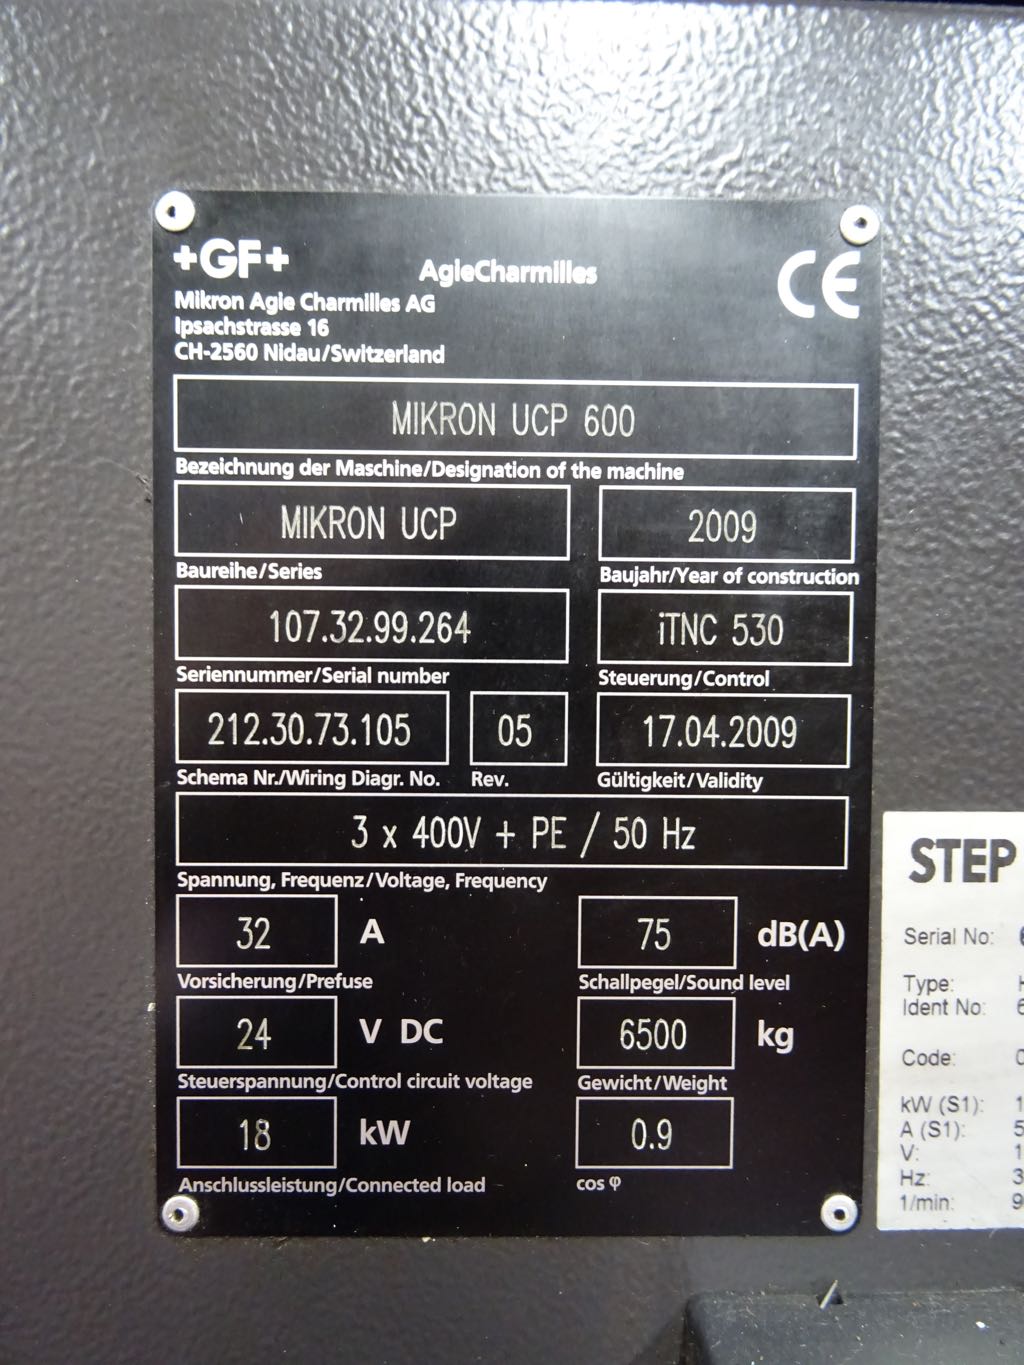 +GF+
AgieCharmilles
CE
Mikron Agie Charmilles AG
Ipsachstrasse 16
CH-2560 Nidau/Switzerland
MIKRON UCP 600
Bezeichnung der Maschine/Designation of the machine
MIKRON UCP
2009
Baureihe/Series
Baujahr/Year of construction
107.32.99.264
iTNC 530
Seriennummer/Serial number
Steuerung/Control
212.30.73.105
05
17.04.2009
Schema Nr./Wiring Diagr. No.
Rev.
Gültigkeit/Validity
3 x 400V + PE / 50 Hz
Spannung, Frequenz/Voltage, Frequency
32 A
75 dB(A)
Vorsicherung/Prefuse
Schallpegel/Sound level
24 V DC
6500 kg
Steuerspannung/Control circuit voltage
Gewicht/Weight
18 kW
0.9
Anschlussleistung/Connected load
cos φ
STEP
Serial No:
Type:
Ident No:
Code:
kW (S1):
A (S1):
V:
Hz:
1/min: